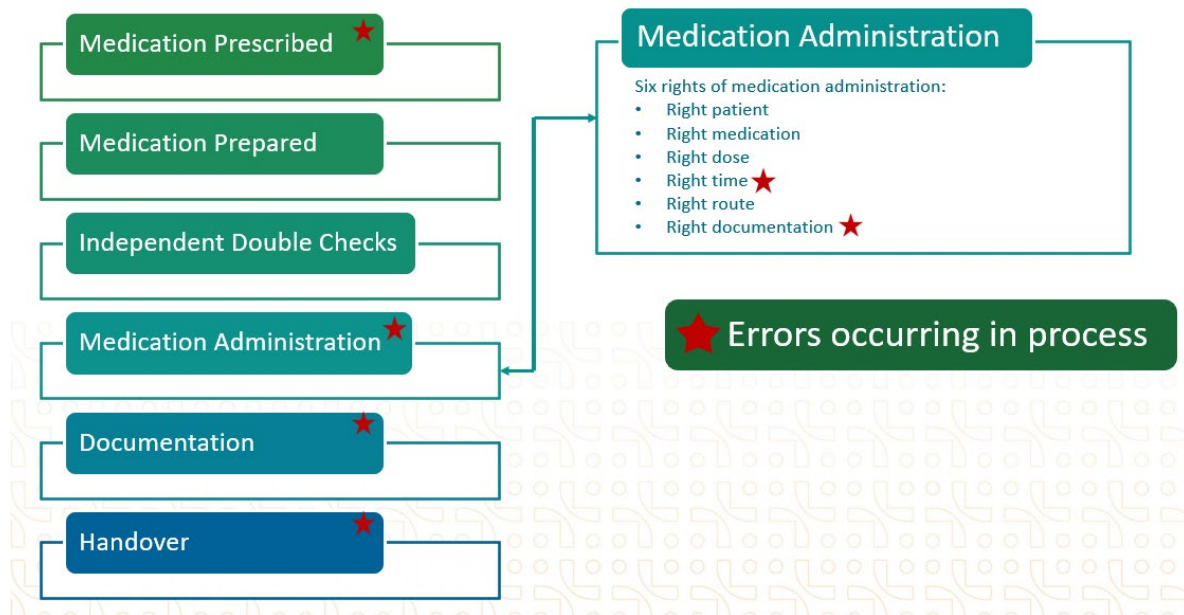 Medication Prescribed
Medication Prepared
Independent Double Checks
Medication Administration
Documentation
Handover
Medication Administration
Six rights of medication administration:
• Right patient
• Right medication
• Right dose
• Right time
• Right route
• Right documentation
Errors occurring in process